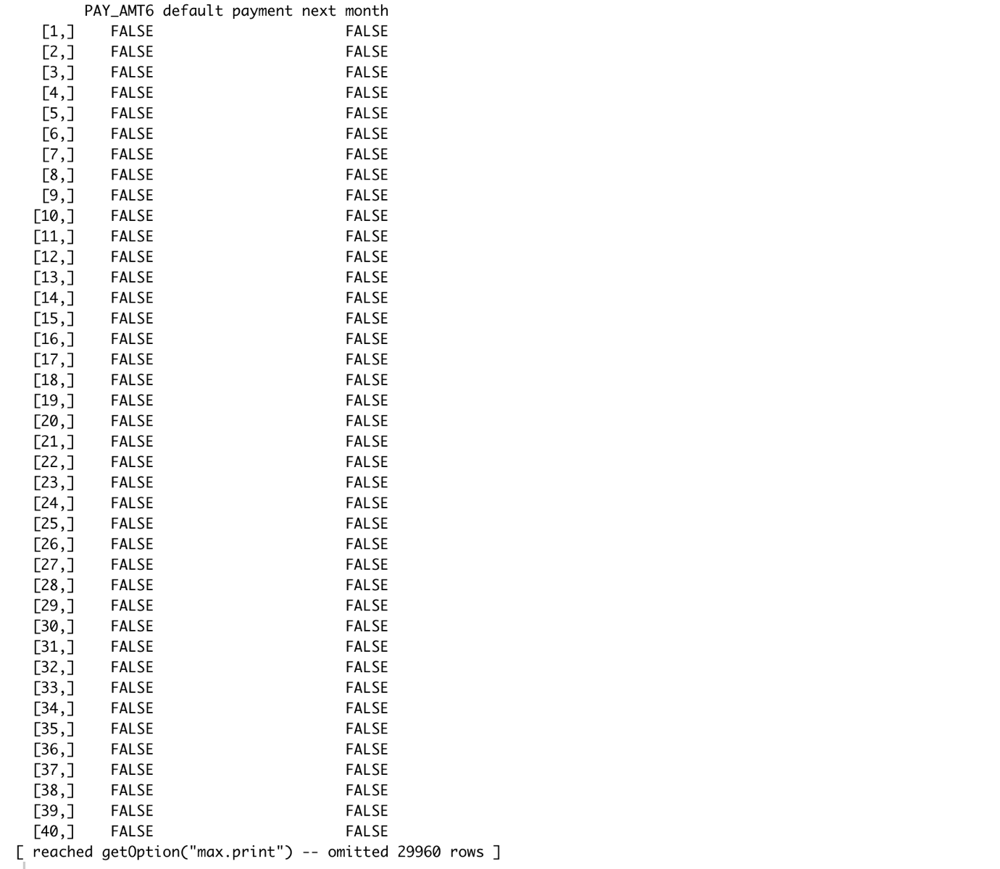 PAY_AMT6 default payment next month
[1,] FALSE FALSE
[2,] FALSE FALSE
[3,] FALSE FALSE
[4,] FALSE FALSE
[5,] FALSE FALSE
[6,] FALSE FALSE
[7,] FALSE FALSE
[8,] FALSE FALSE
[9,] FALSE FALSE
[10,] FALSE FALSE
[11,] FALSE FALSE
[12,] FALSE FALSE
[13,] FALSE FALSE
[14,] FALSE FALSE
[15,] FALSE FALSE
[16,] FALSE FALSE
[17,] FALSE FALSE
[18,] FALSE FALSE
[19,] FALSE FALSE
[20,] FALSE FALSE
[21,] FALSE FALSE
[22,] FALSE FALSE
[23,] FALSE FALSE
[24,] FALSE FALSE
[25,] FALSE FALSE
[26,] FALSE FALSE
[27,] FALSE FALSE
[28,] FALSE FALSE
[29,] FALSE FALSE
[30,] FALSE FALSE
[31,] FALSE FALSE
[32,] FALSE FALSE
[33,] FALSE FALSE
[34,] FALSE FALSE
[35,] FALSE FALSE
[36,] FALSE FALSE
[37,] FALSE FALSE
[38,] FALSE FALSE
[39,] FALSE FALSE
[40,] FALSE FALSE
[ reached getOption("max.print") -- omitted 29960 rows ]